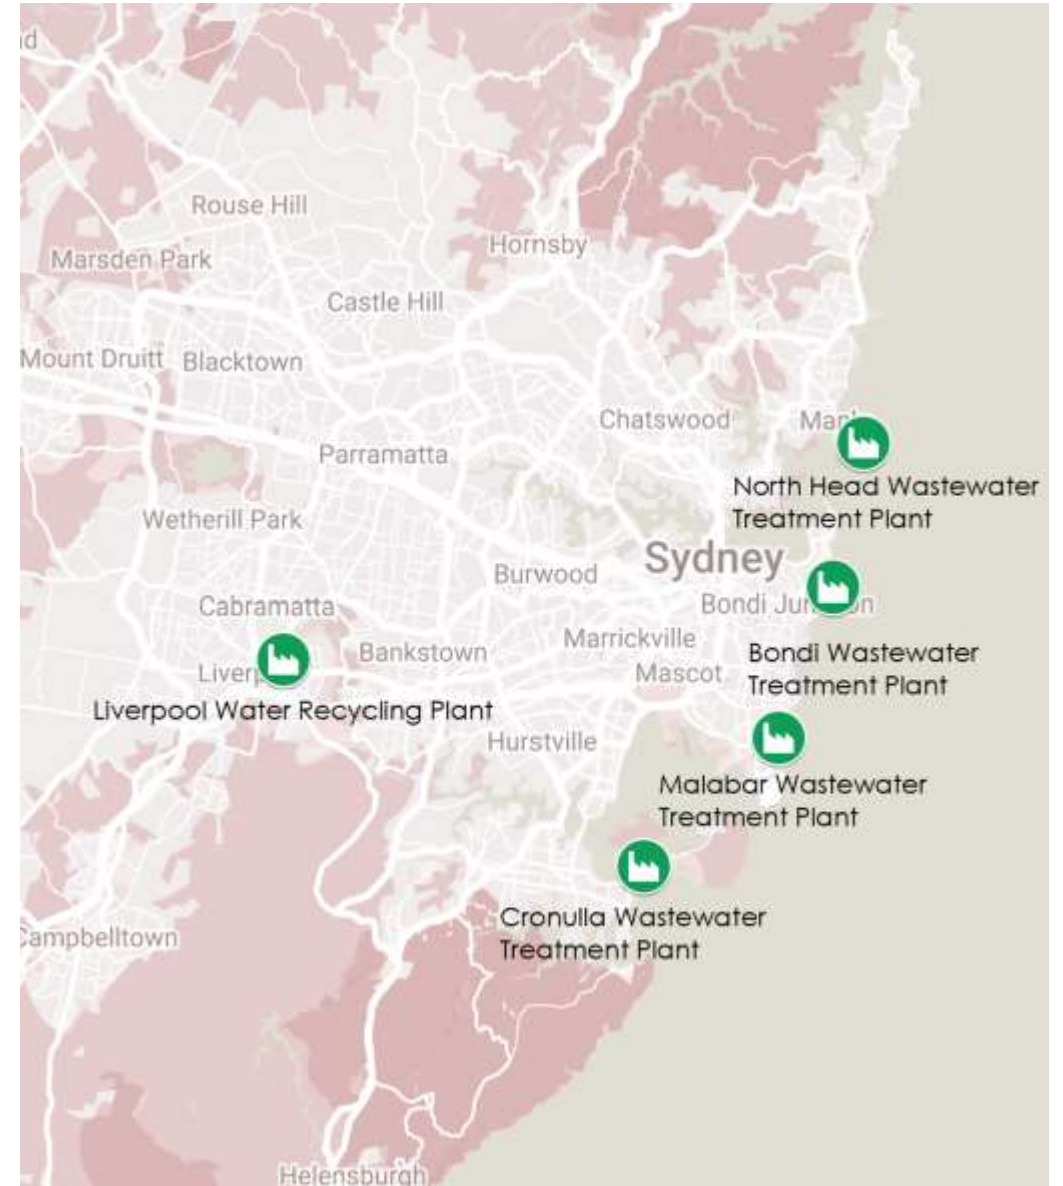 Rouse Hill
Hornsby
Marsden Park
Castle Hill
Mount Druitt
Blacktown
Chatswood
Parramatta
North Head Wastewater
Treatment Plant
Wetherill Park
Sydney
Burwood
Cabramatta
Bondi
Marrickville
Bankstown
Bondi Wastewater
Treatment Plant
Mascot
Liverpool Water Recycling Plant
Hurstville
Malabar Wastewater
Treatment Plant
Cronulla Wastewater
Treatment Plant
Campbelltown
Helensburgh